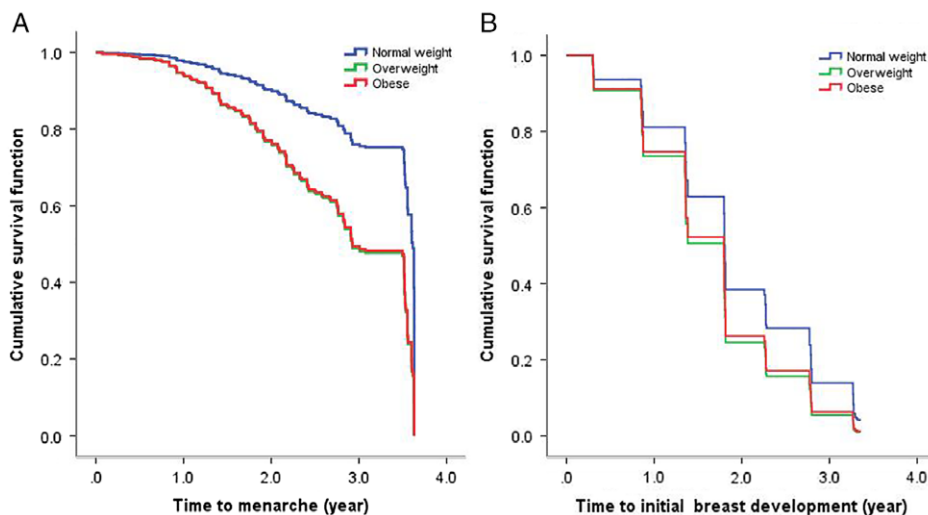 A
Normal weight
Overweight
Obese
1.0
0.8
0.6
0.4
0.2
0.0
Cumulative survival function
.0 1.0 2.0 3.0 4.0
Time to menarche (year)
B
Normal weight
Overweight
Obese
1.0
0.8
0.6
0.4
0.2
0.0
Cumulative survival function
.0 1.0 2.0 3.0 4.0
Time to initial breast development (year)